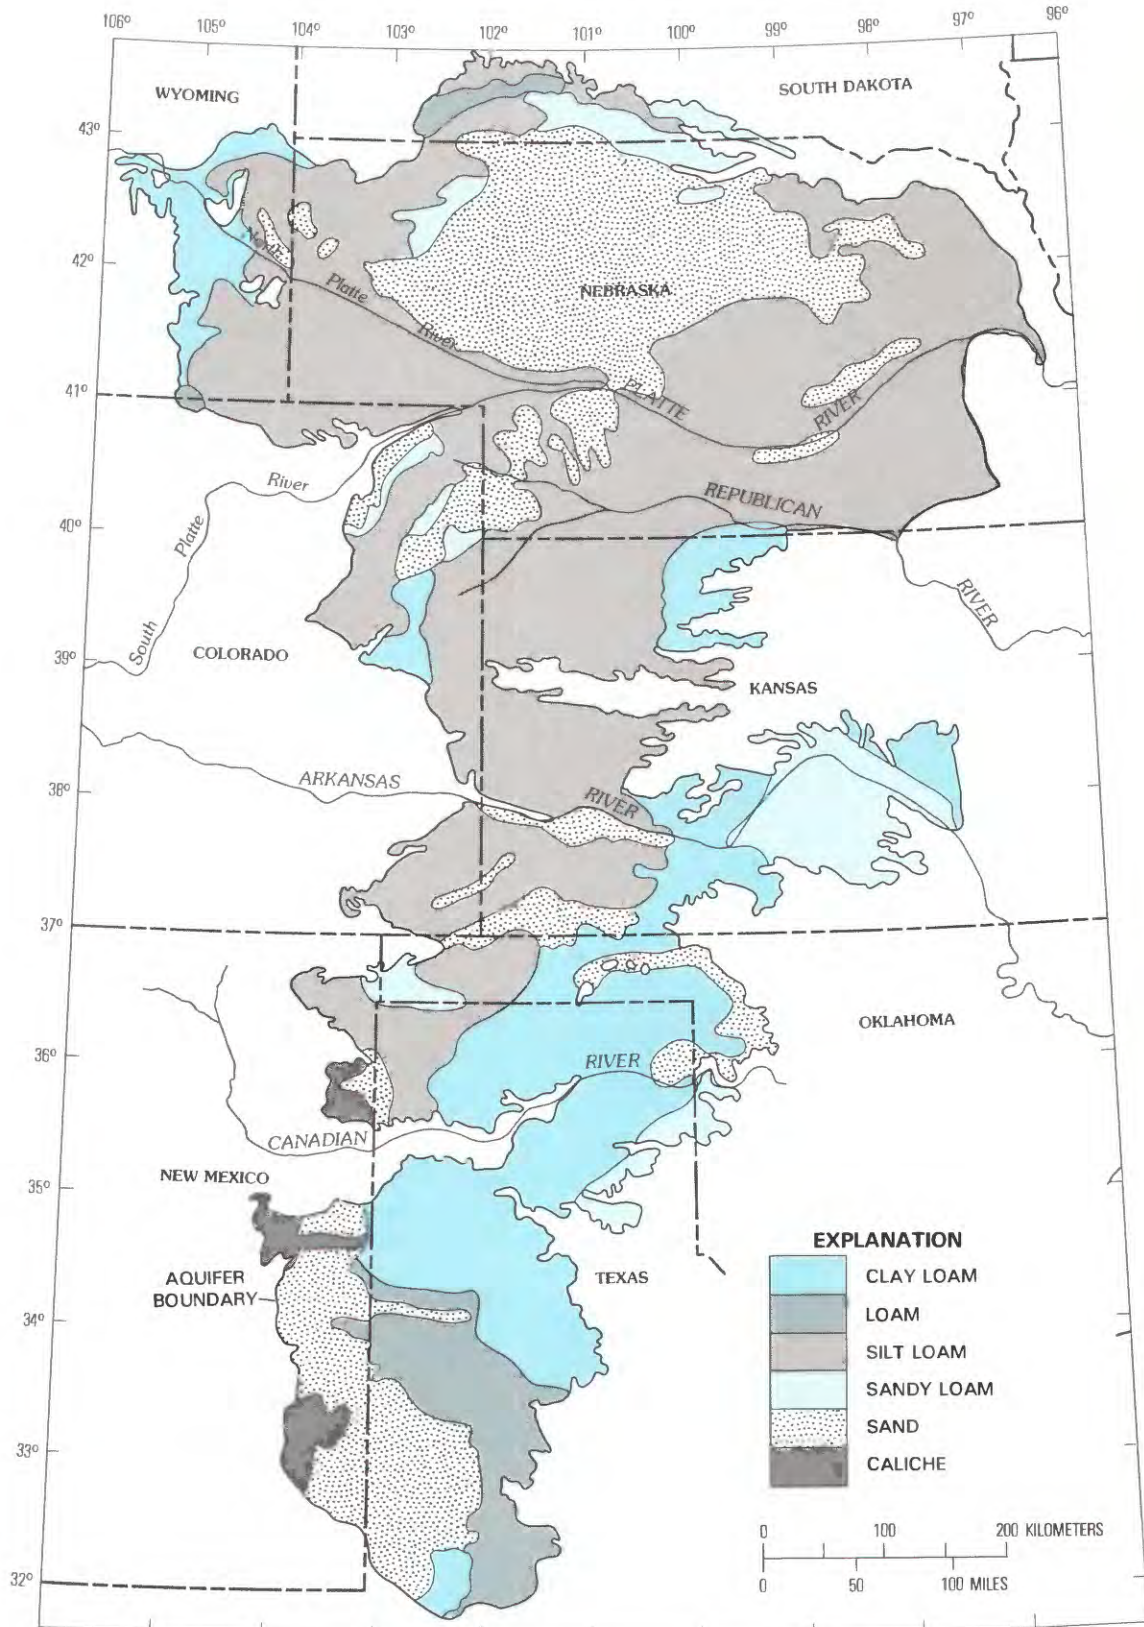 106°
105°
104°
103°
102°
101°
100°
99°
98°
97°
96°
WYOMING
SOUTH DAKOTA
43°
North
42°
Platte
NEBRASKA
River
41°
PLATTE
RIVER
River
REPUBLICAN
40°
Platte
RIVER
South
39°
COLORADO
KANSAS
ARKANSAS
38°
RIVER
37°
OKLAHOMA
36°
RIVER
CANADIAN
NEW MEXICO
35°
EXPLANATION
AQUIFER
BOUNDARY
TEXAS
CLAY LOAM
LOAM
34°
SILT LOAM
SANDY LOAM
SAND
33°
CALICHE
0 100 200 KILOMETERS
32°
0 50 100 MILES